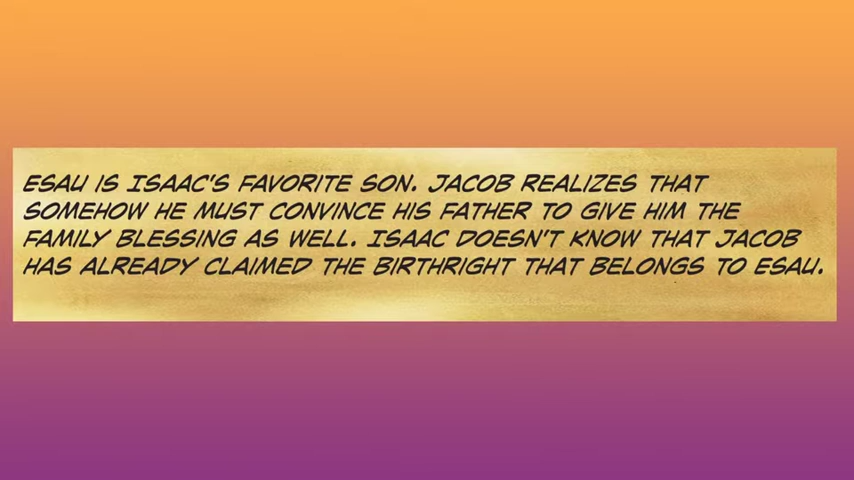 ESAU IS ISAAC'S FAVORITE SON. JACOB REALIZES THAT
SOMEHOW HE MUST CONVINCE HIS FATHER TO GIVE HIM THE
FAMILY BLESSING AS WELL. ISAAC DOESN'T KNOW THAT JACOB
HAS ALREADY CLAIMED THE BIRTHRIGHT THAT BELONGS TO ESAU.